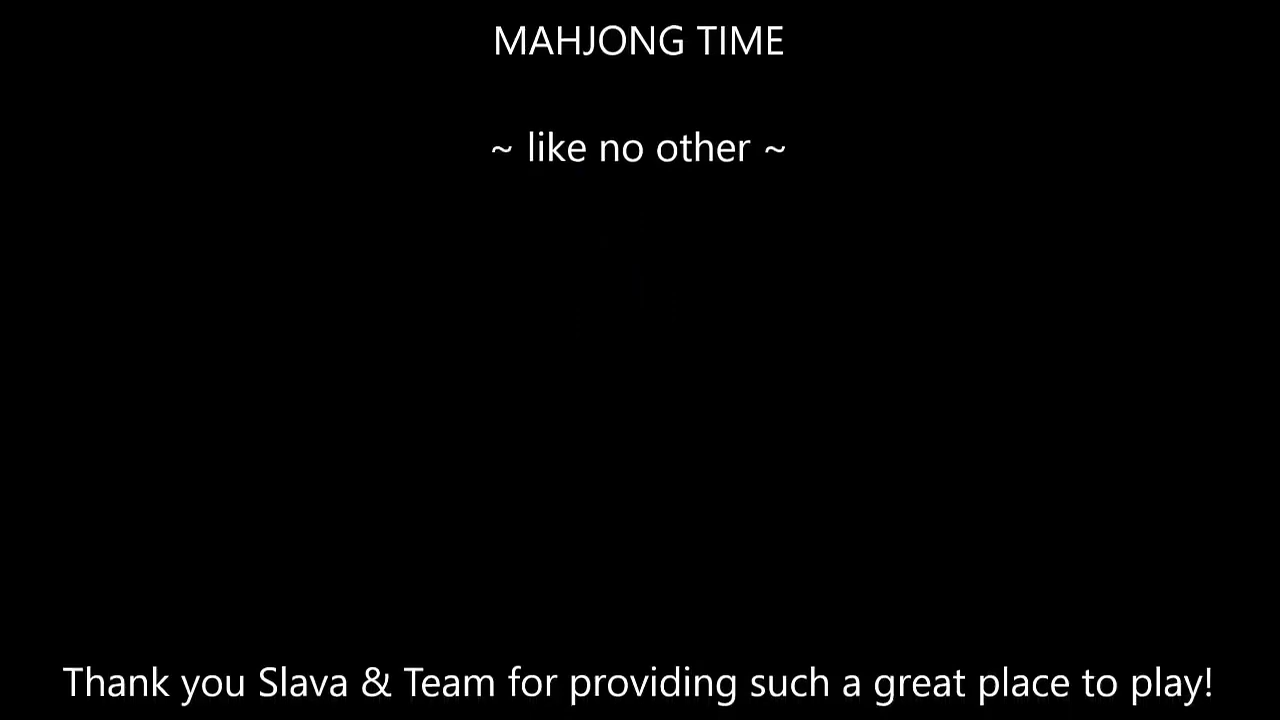 MAHJONG TIME
~ like no other ~
Thank you Slava & Team for providing such a great place to play!